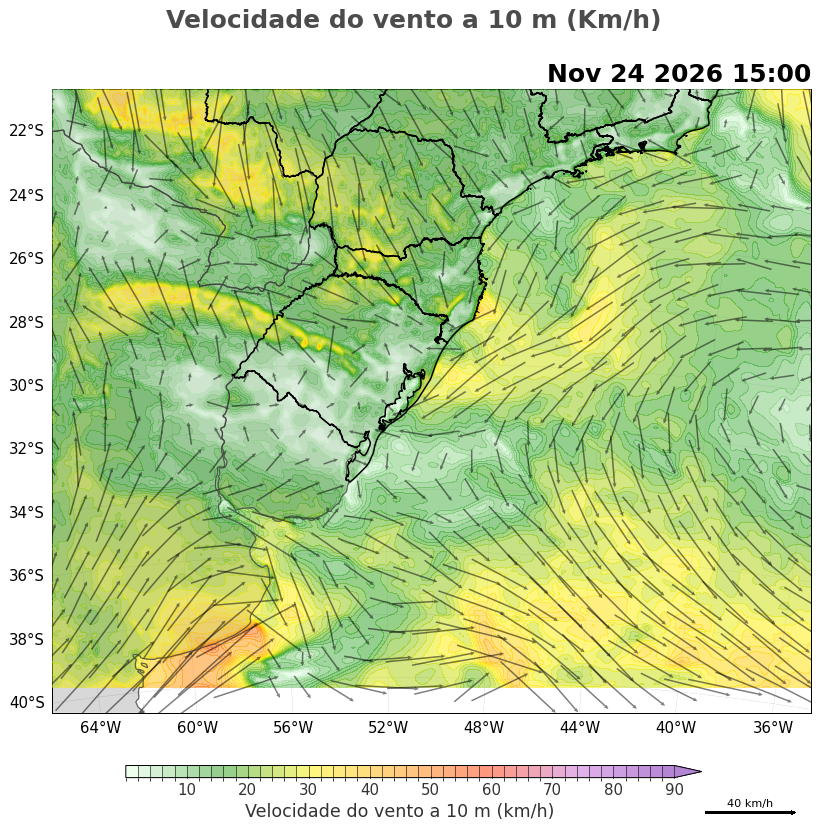 Velocidade do vento a 10 m (Km/h)
Nov 24 2026 15:00
22°S
24°S
26°S
28°S
30°S
32°S
34°S
36°S
38°S
40°S
64°W 60°W 56°W 52°W 48°W 44°W 40°W 36°W
10 20 30 40 50 60 70 80 90
Velocidade do vento a 10 m (km/h)
40 km/h